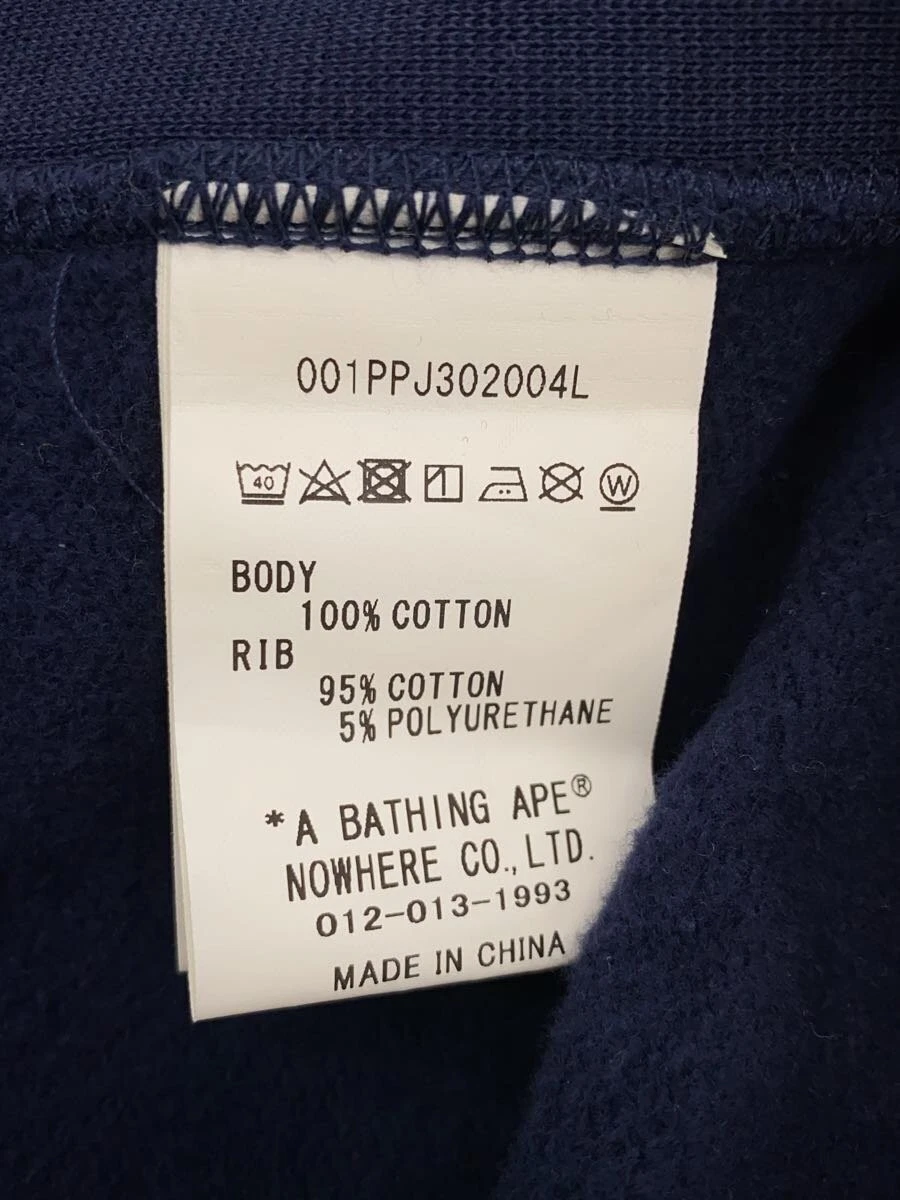 001PPJ302004L
40
W
BODY
100% COTTON
RIB
95% COTTON
5% POLYURETHANE
*A BATHING APE®
NOWHERE CO., LTD.
012-013-1993
MADE IN CHINA